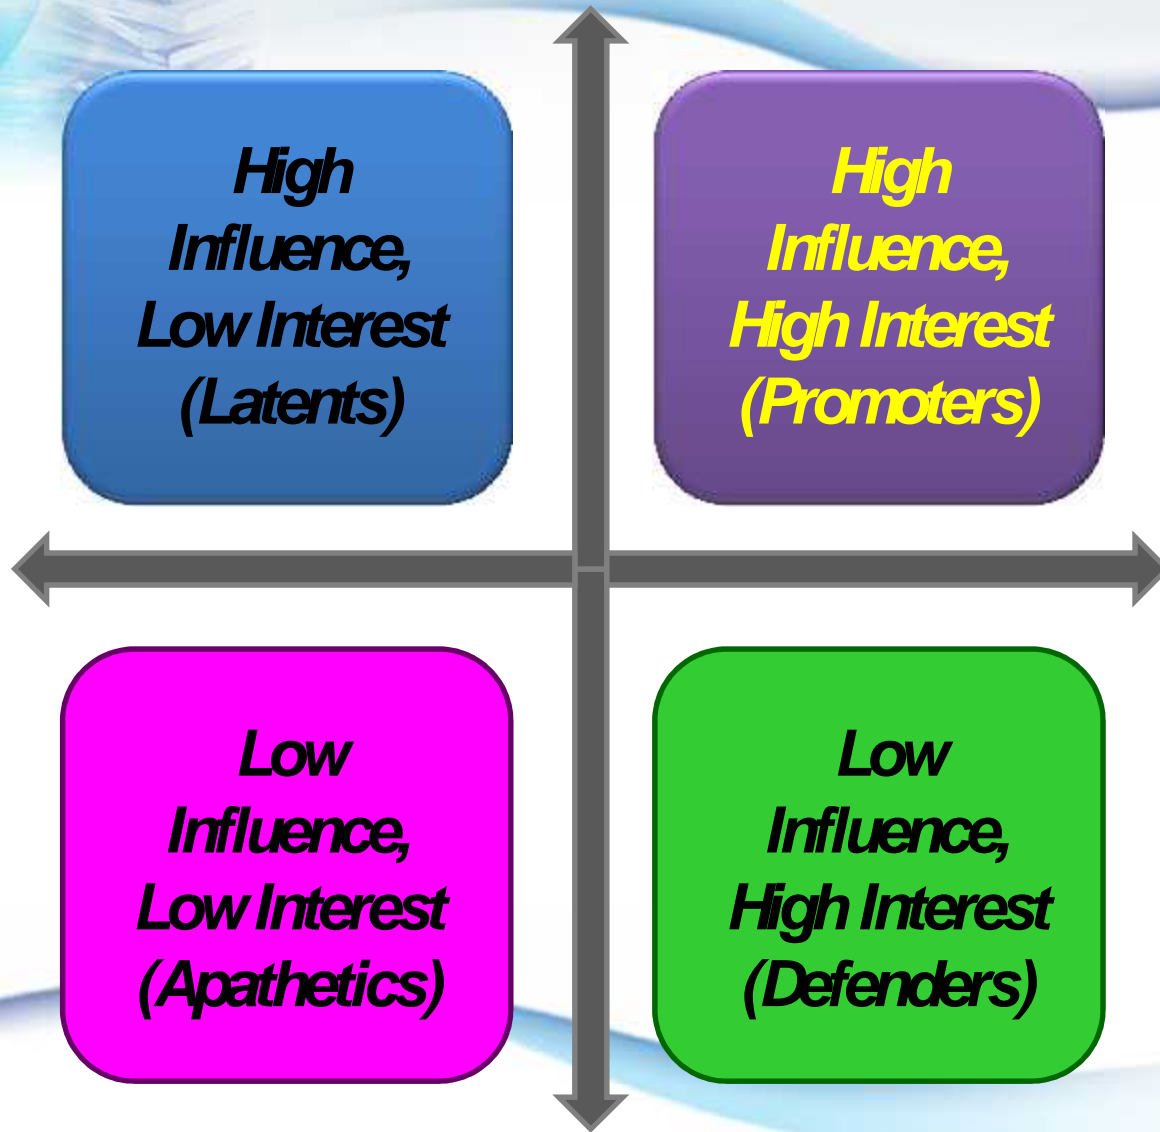 High
Influence,
Low Interest
(Latents)
High
Influence,
High Interest
(Promoters)
Low
Influence,
Low Interest
(Apathetics)
Low
Influence,
High Interest
(Defenders)